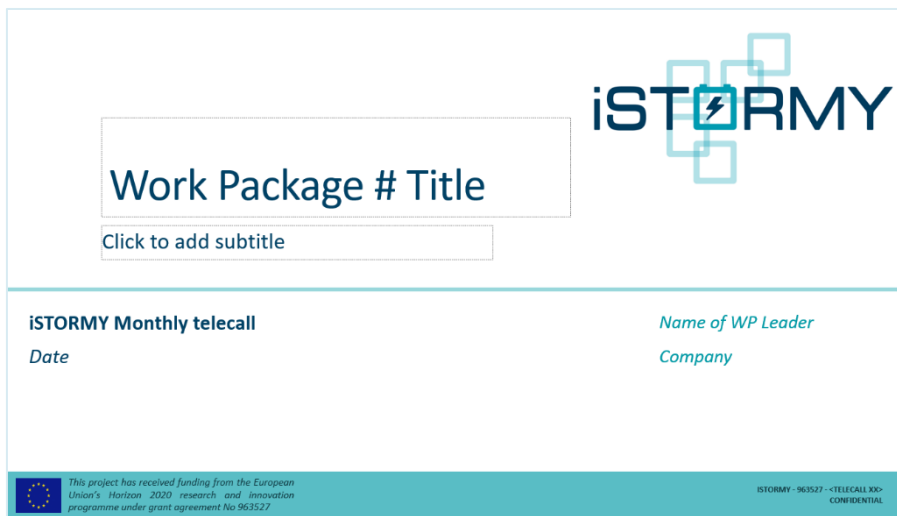 iSTORMY
Work Package # Title
Click to add subtitle
iSTORMY Monthly telecall
Name of WP Leader
Date
Company
This project has received funding from the European
Union's Horizon 2020 research and innovation
programme under grant agreement No 963527
ISTORMY - 963527 - <TELECALL XX>
CONFIDENTIAL